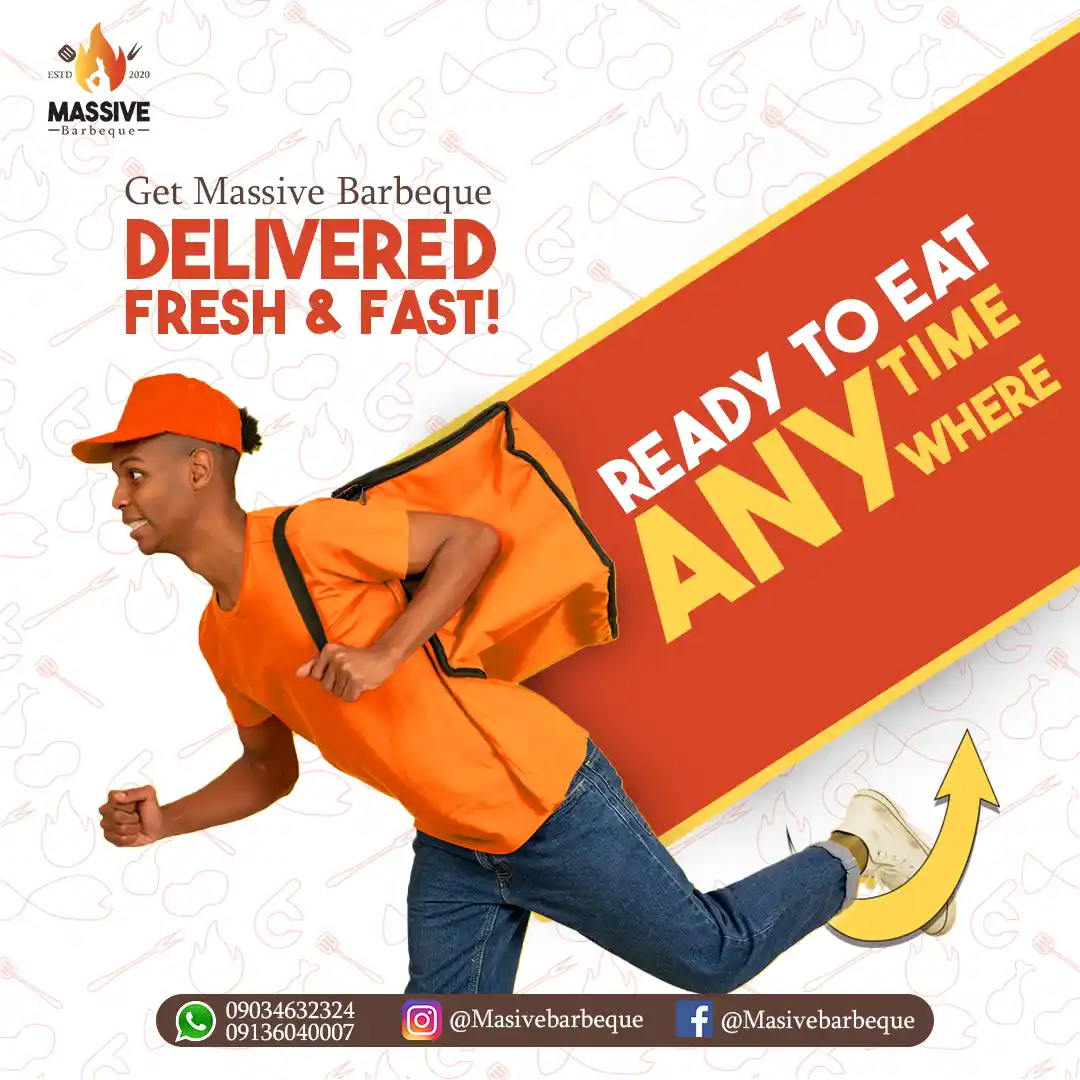 ESTD 2020
MASSIVE
Barbeque
Get Massive Barbeque
DELIVERED
FRESH & FAST!
READY TO EAT
ANY TIME
WHERE
09034632324
09136040007
@Masivebarbeque
@Masivebarbeque